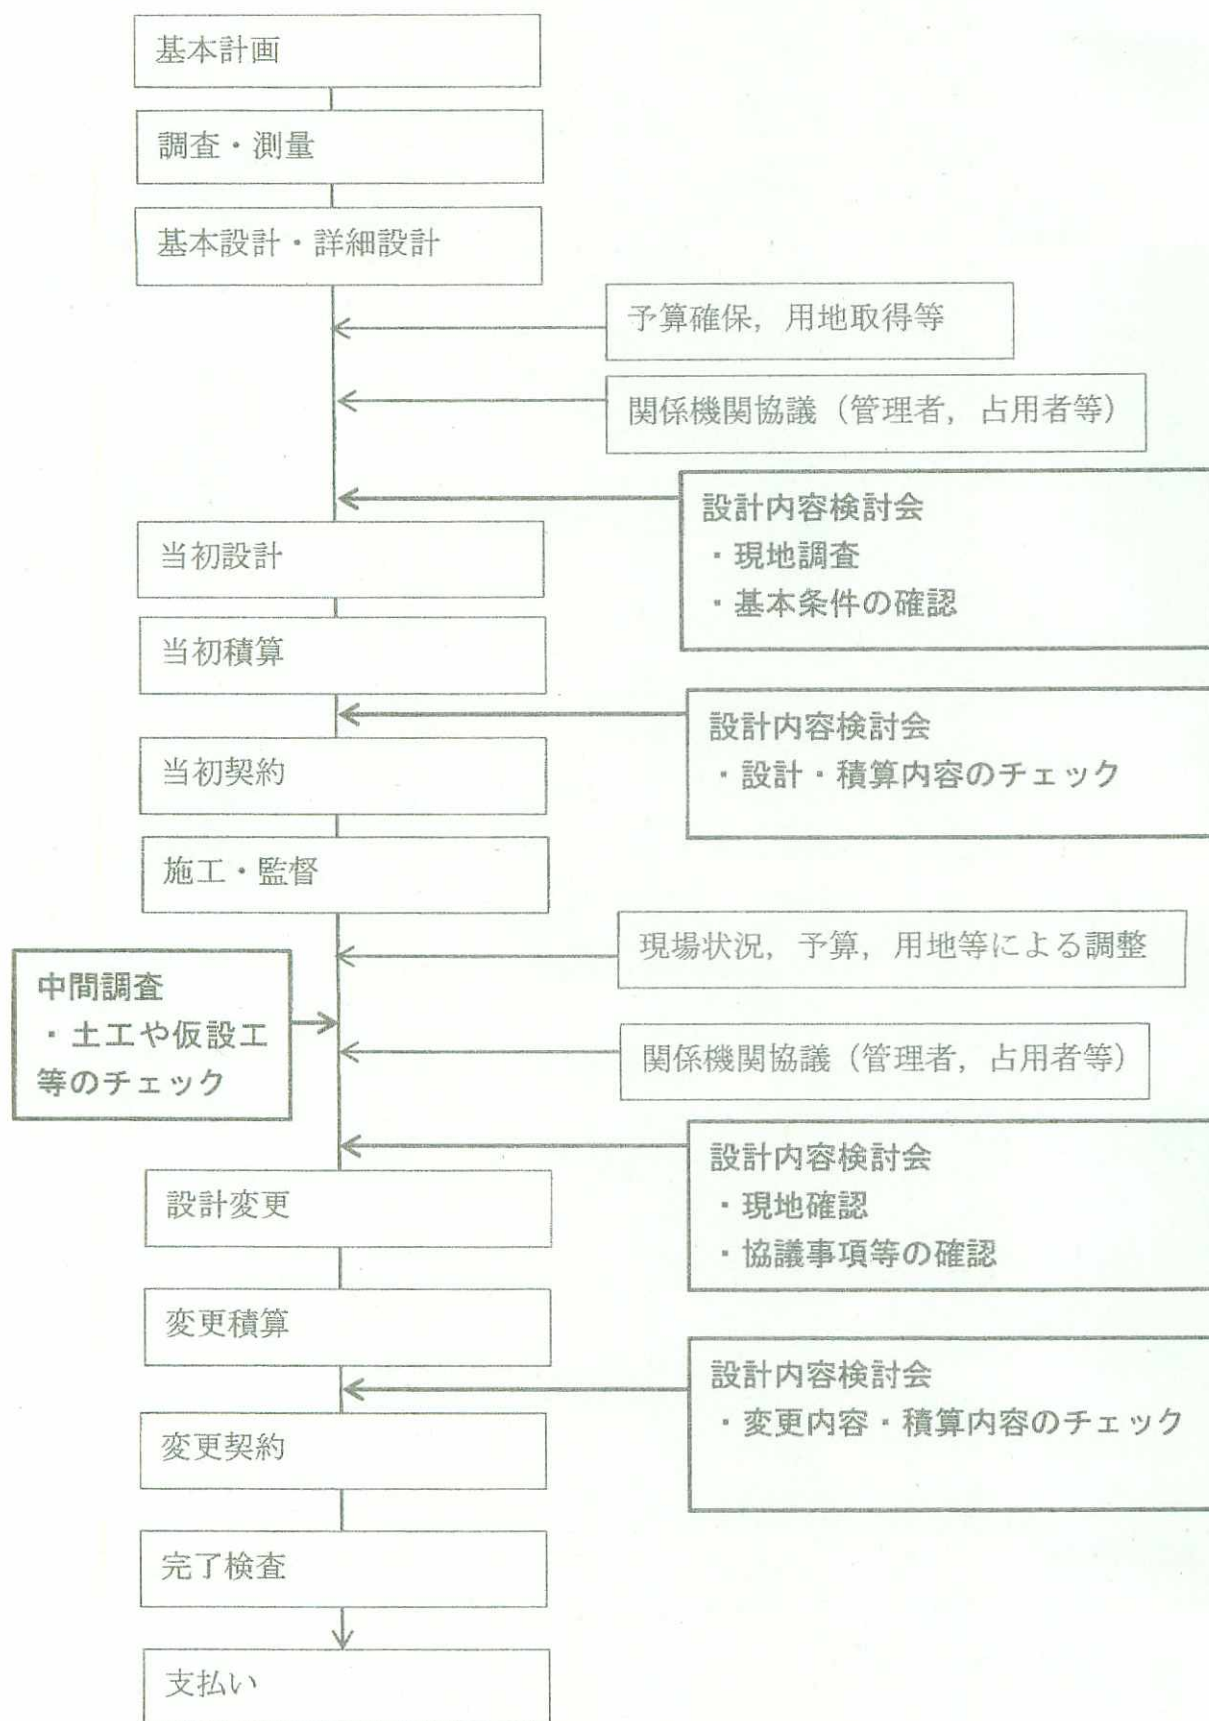 基本計画
調査・測量
基本設計・詳細設計
予算確保，用地取得等
関係機関協議（管理者，占用者等）
設計内容検討会
・現地調査
・基本条件の確認
当初設計
当初積算
設計内容検討会
・設計・積算内容のチェック
当初契約
施工・監督
現場状況，予算，用地等による調整
中間調査
・土工や仮設工
等のチェック
関係機関協議（管理者，占用者等）
設計内容検討会
・現地確認
・協議事項等の確認
設計変更
変更積算
設計内容検討会
・変更内容・積算内容のチェック
変更契約
完了検査
支払い